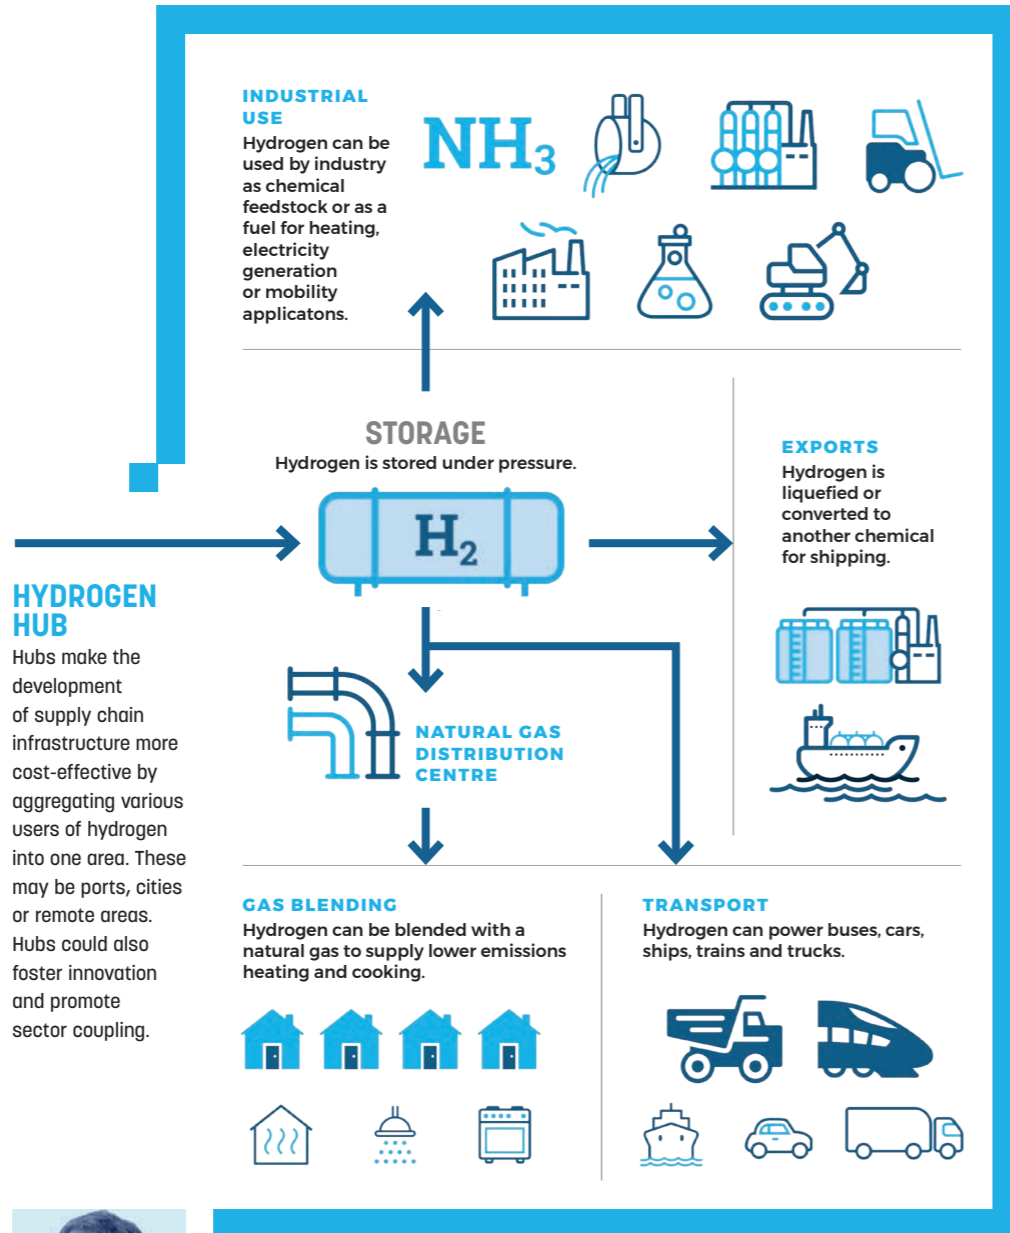 INDUSTRIAL
USE
Hydrogen can be
used by industry
as chemical
feedstock or as a
fuel for heating,
electricity
generation
or mobility
applicatons.
NH₃
STORAGE
Hydrogen is stored under pressure.
H₂
EXPORTS
Hydrogen is
liquefied or
converted to
another chemical
for shipping.
HYDROGEN
HUB
Hubs make the
development
of supply chain
infrastructure more
cost-effective by
aggregating various
users of hydrogen
into one area. These
may be ports, cities
or remote areas.
Hubs could also
foster innovation
and promote
sector coupling.
NATURAL GAS
DISTRIBUTION
CENTRE
GAS BLENDING
Hydrogen can be blended with a
natural gas to supply lower emissions
heating and cooking.
TRANSPORT
Hydrogen can power buses, cars,
ships, trains and trucks.